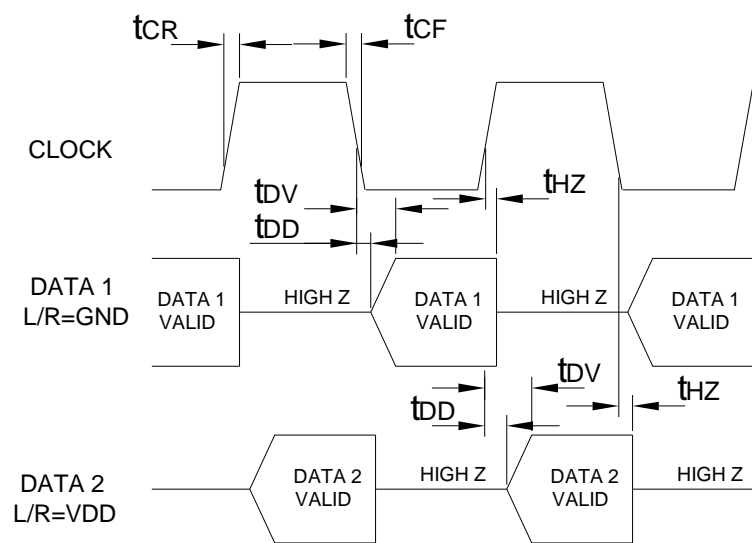 tCR
tCF
CLOCK
tDV
tHZ
tDD
DATA 1
L/R=GND
DATA 1
VALID
HIGH Z
DATA 1
VALID
HIGH Z
DATA 1
VALID
tDV
tHZ
tDD
DATA 2
L/R=VDD
DATA 2
VALID
HIGH Z
DATA 2
VALID
HIGH Z